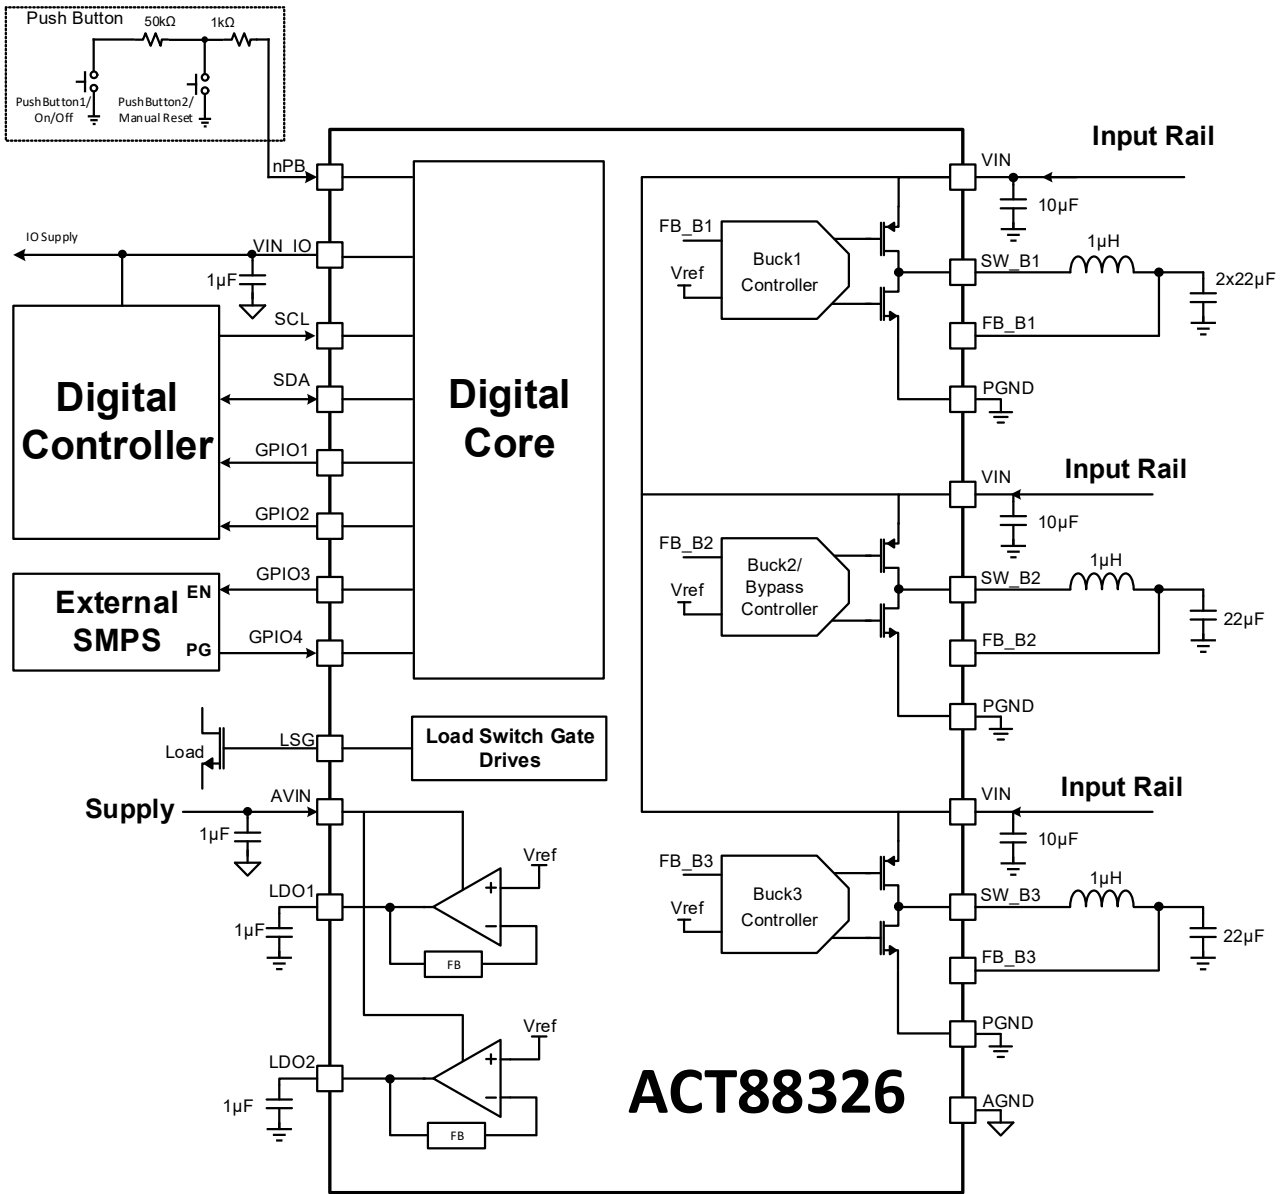 Push Button
50kΩ
1kΩ
PushButton1/
On/Off
PushButton2/
Manual Reset
nPB
IO Supply
VIN_IO
1µF
SCL
SDA
GPIO1
GPIO2
GPIO3
GPIO4
Digital
Controller
External
SMPS
EN
PG
Digital
Core
Load
LSG
Load Switch Gate
Drives
Supply
AVIN
1µF
LDO1
1µF
Vref
+
−
FB
LDO2
1µF
Vref
+
−
FB
Input Rail
VIN
10µF
FB_B1
Vref
Buck1
Controller
SW_B1
1µH
2x22µF
FB_B1
PGND
Input Rail
VIN
10µF
FB_B2
Vref
Buck2/
Bypass
Controller
SW_B2
1µH
22µF
FB_B2
PGND
Input Rail
VIN
10µF
FB_B3
Vref
Buck3
Controller
SW_B3
1µH
22µF
FB_B3
PGND
AGND
ACT88326